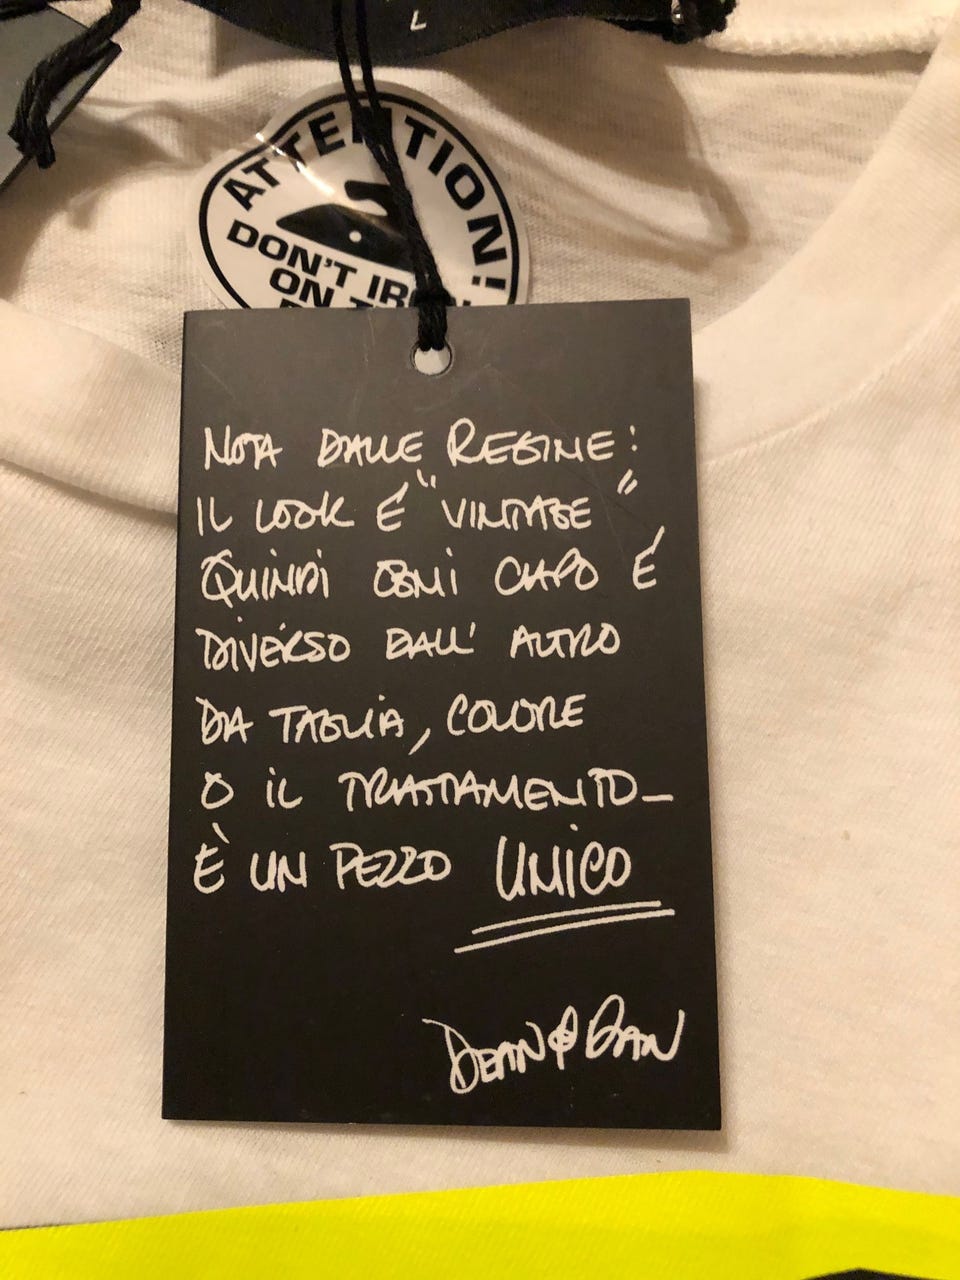 L
ATTENTION!
DON'T IRON
ON
NOTA DALLE REGINE:
IL LOOK É "VINTAGE"
QUINDI OGNI CAPO É
DIVERSO DALL' ALTRO
DA TAGLIA, COLORE
O IL TRATTAMENTO_
È UN PEZZO UNICO
DEAN & DAN